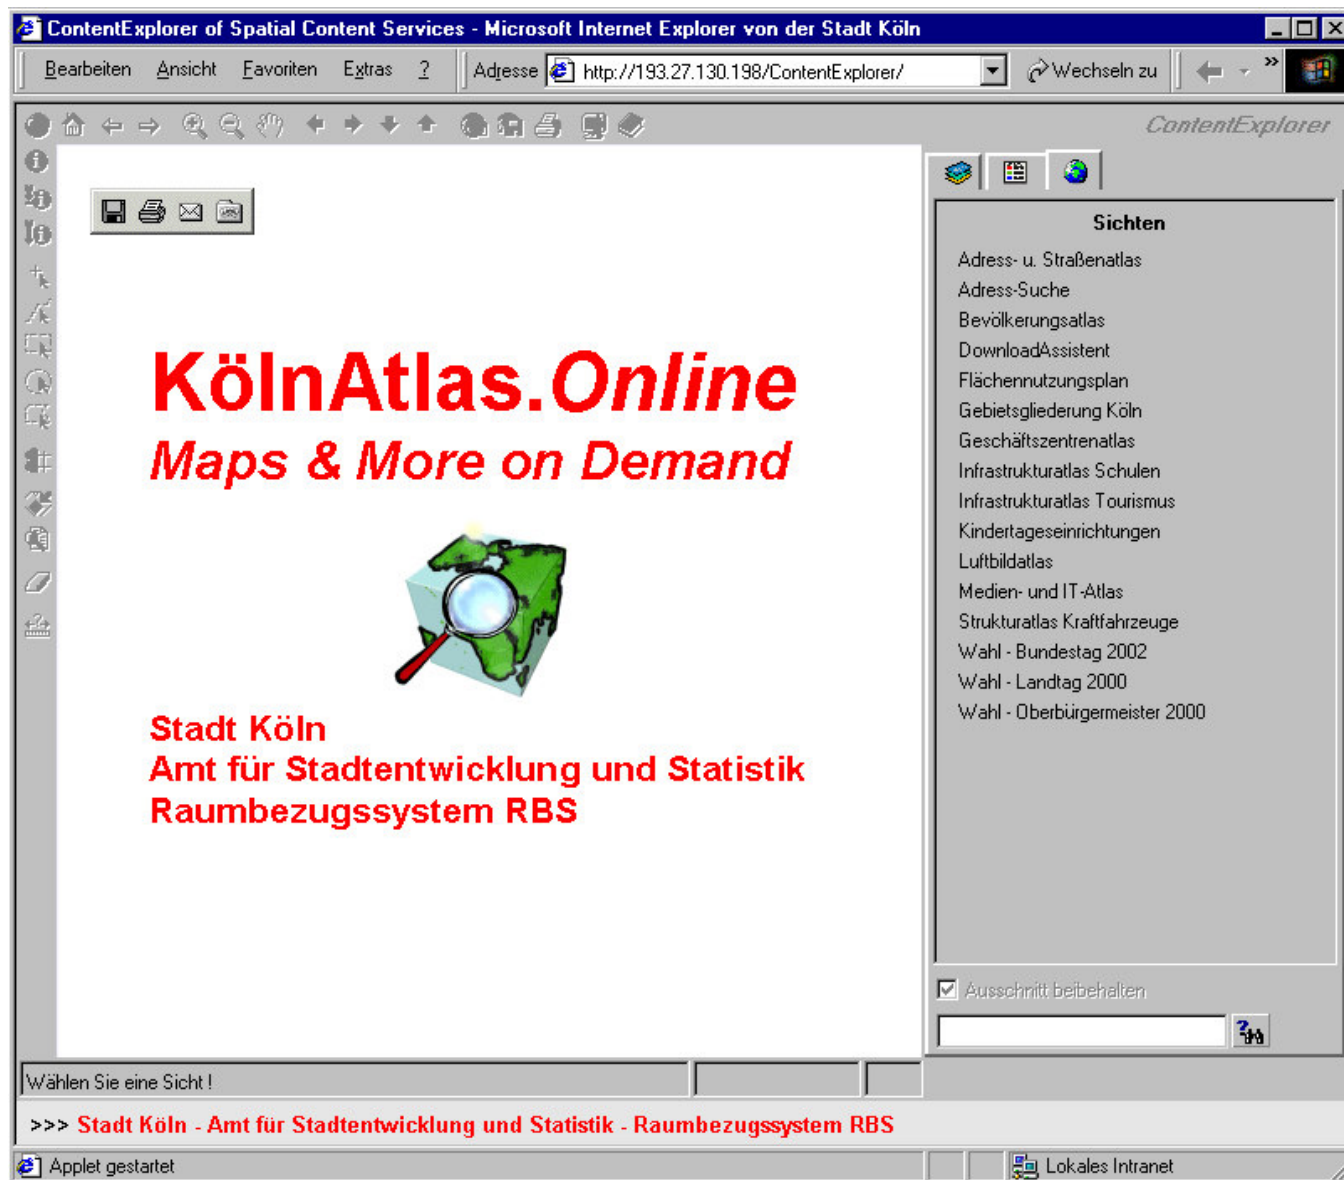 ContentExplorer of Spatial Content Services - Microsoft Internet Explorer von der Stadt Köln
Bearbeiten Ansicht Favoriten Extras ? Adresse http://193.27.130.198/ContentExplorer/ Wechseln zu »
ContentExplorer
Sichten
Adress- u. Straßenatlas
Adress-Suche
Bevölkerungsatlas
DownloadAssistent
Flächennutzungsplan
Gebietsgliederung Köln
Geschäftszentrenatlas
Infrastrukturatlas Schulen
Infrastrukturatlas Tourismus
Kindertageseinrichtungen
Luftbildatlas
Medien- und IT-Atlas
Strukturatlas Kraftfahrzeuge
Wahl - Bundestag 2002
Wahl - Landtag 2000
Wahl - Oberbürgermeister 2000
KölnAtlas.Online
Maps & More on Demand
Stadt Köln
Amt für Stadtentwicklung und Statistik
Raumbezugssystem RBS
Ausschnitt beibehalten
Wählen Sie eine Sicht !
>>> Stadt Köln - Amt für Stadtentwicklung und Statistik - Raumbezugssystem RBS
Applet gestartet
Lokales Intranet